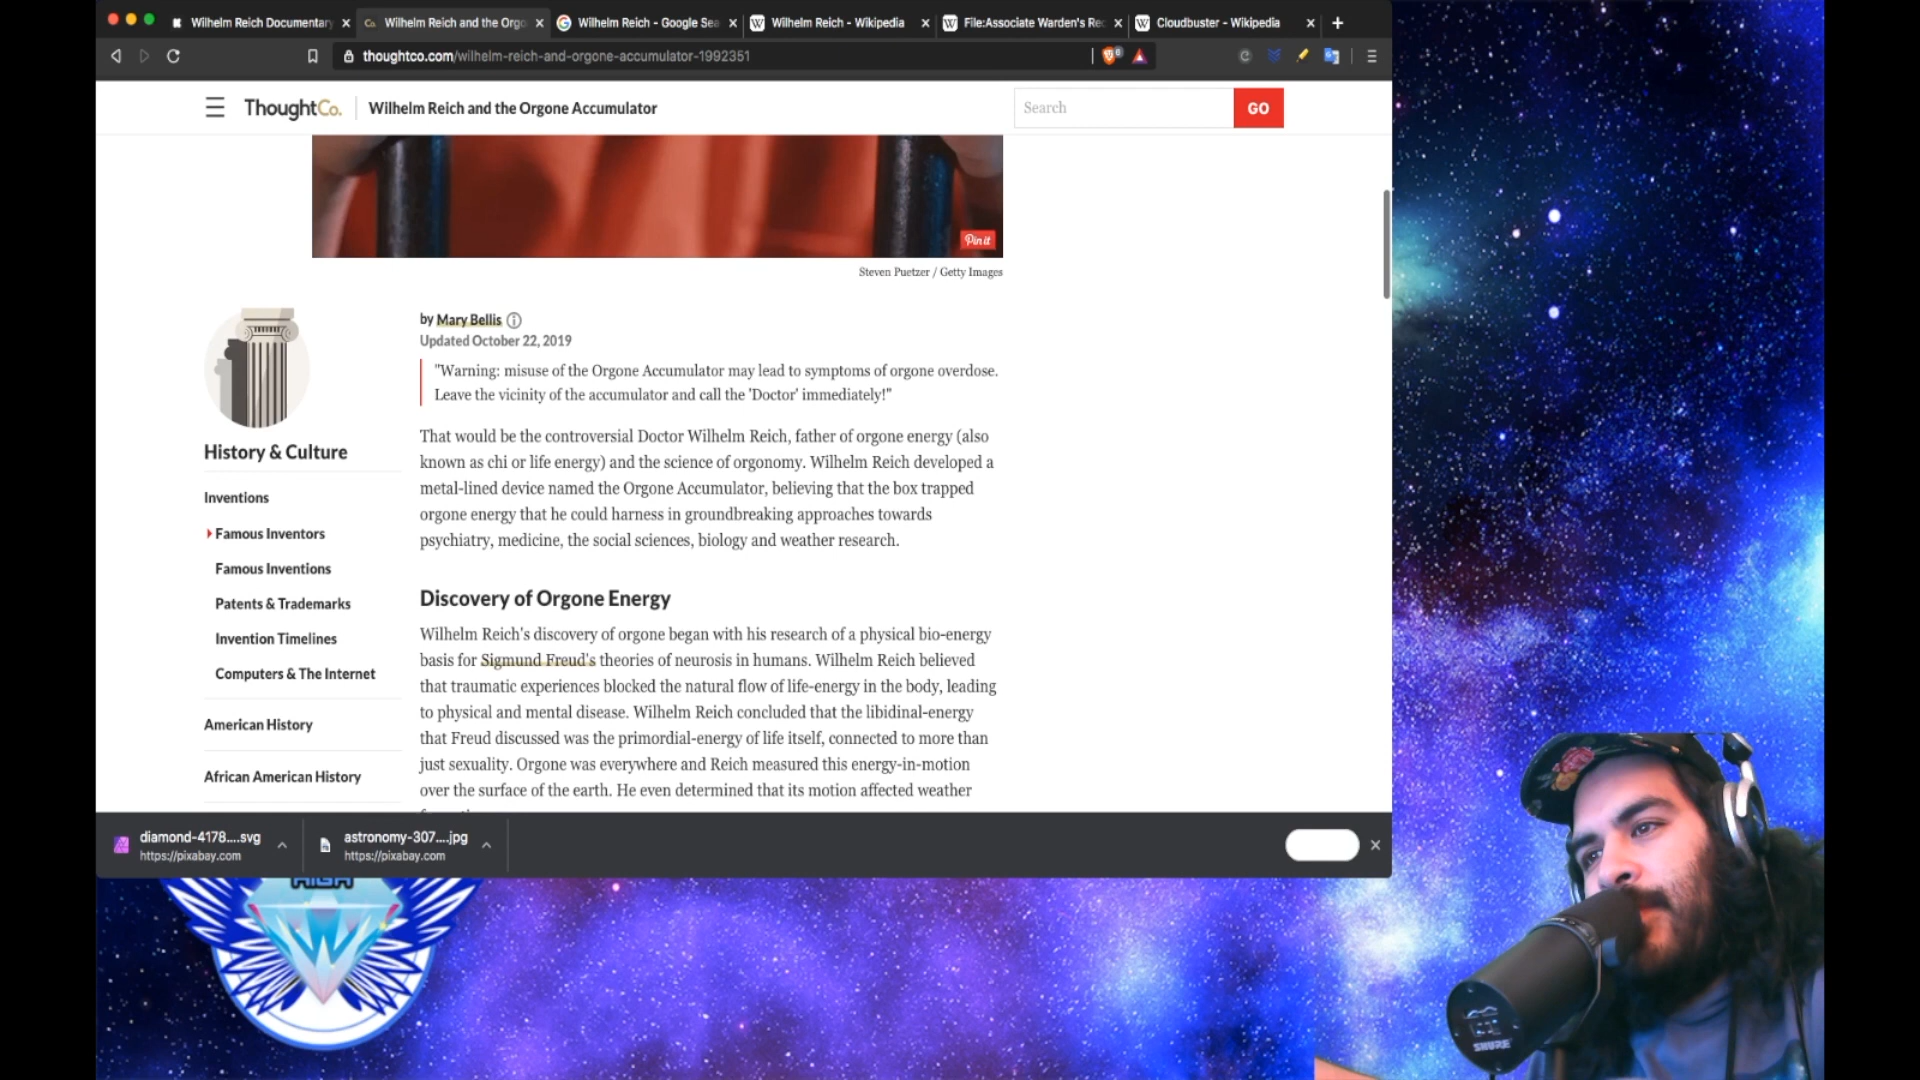 Wilhelm Reich Documentary
Wilhelm Reich and the Orgo
Wilhelm Reich - Google Sea
Wilhelm Reich - Wikipedia
File:Associate Warden's Rec
Cloudbuster - Wikipedia
thoughtco.com/wilhelm-reich-and-orgone-accumulator-1992351
ThoughtCo.
Wilhelm Reich and the Orgone Accumulator
Search
GO
Pin it
Steven Puetzer / Getty Images
by Mary Bellis
Updated October 22, 2019
"Warning: misuse of the Orgone Accumulator may lead to symptoms of orgone overdose.
Leave the vicinity of the accumulator and call the 'Doctor' immediately!"
That would be the controversial Doctor Wilhelm Reich, father of orgone energy (also
known as chi or life energy) and the science of orgonomy. Wilhelm Reich developed a
metal-lined device named the Orgone Accumulator, believing that the box trapped
orgone energy that he could harness in groundbreaking approaches towards
psychiatry, medicine, the social sciences, biology and weather research.
Discovery of Orgone Energy
Wilhelm Reich's discovery of orgone began with his research of a physical bio-energy
basis for Sigmund Freud's theories of neurosis in humans. Wilhelm Reich believed
that traumatic experiences blocked the natural flow of life-energy in the body, leading
to physical and mental disease. Wilhelm Reich concluded that the libidinal-energy
that Freud discussed was the primordial-energy of life itself, connected to more than
just sexuality. Orgone was everywhere and Reich measured this energy-in-motion
over the surface of the earth. He even determined that its motion affected weather
History & Culture
Inventions
Famous Inventors
Famous Inventions
Patents & Trademarks
Invention Timelines
Computers & The Internet
American History
African American History
diamond-4178....svg
https://pixabay.com
astronomy-307....jpg
https://pixabay.com
HIGH
W
SHURE